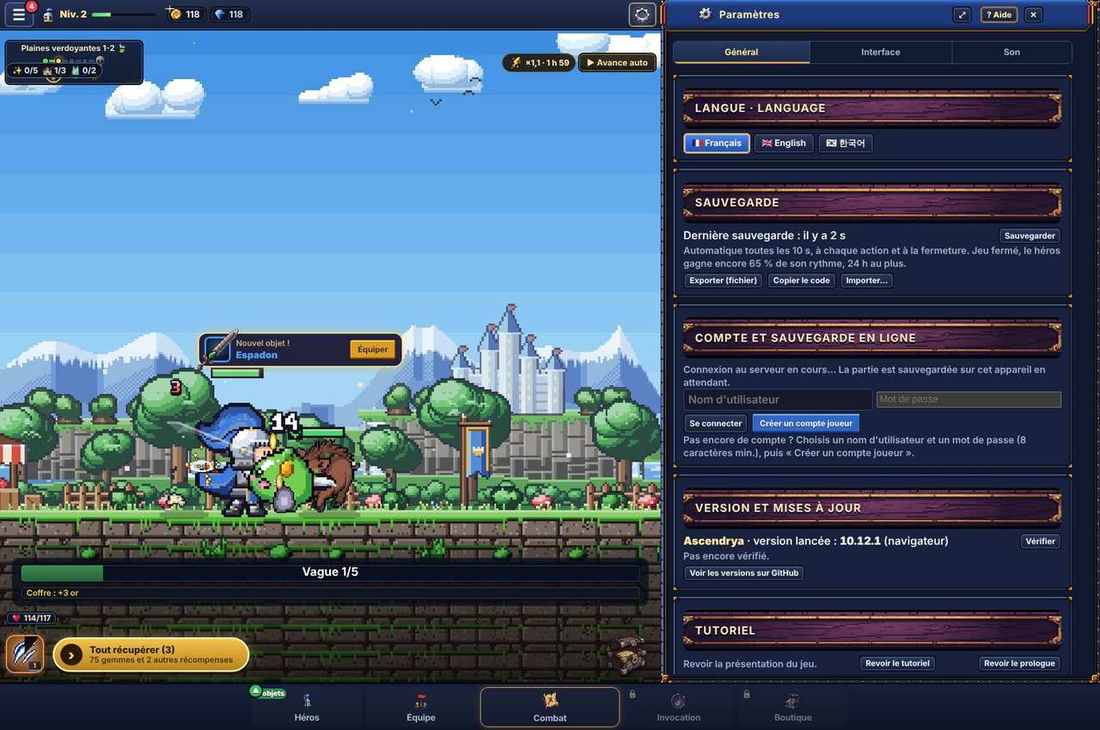 4
Niv. 2
118
118
Plaines verdoyantes 1-2
0/5 1/3 0/2
×1,1 · 1 h 59
Avance auto
Nouvel objet !
Espadon
Équiper
3
14
Vague 1/5
Coffre : +3 or
114/117
1
Tout récupérer (3)
75 gemmes et 2 autres récompenses
objets
Héros
Équipe
Combat
Invocation
Boutique
Paramètres
? Aide
Général
Interface
Son
LANGUE · LANGUAGE
Français
English
한국어
SAUVEGARDE
Dernière sauvegarde : il y a 2 s
Sauvegarder
Automatique toutes les 10 s, à chaque action et à la fermeture. Jeu fermé, le héros
gagne encore 65 % de son rythme, 24 h au plus.
Exporter (fichier)
Copier le code
Importer...
COMPTE ET SAUVEGARDE EN LIGNE
Connexion au serveur en cours... La partie est sauvegardée sur cet appareil en
attendant.
Nom d'utilisateur
Mot de passe
Se connecter
Créer un compte joueur
Pas encore de compte ? Choisis un nom d'utilisateur et un mot de passe (8
caractères min.), puis « Créer un compte joueur ».
VERSION ET MISES À JOUR
Ascendrya · version lancée : 10.12.1 (navigateur)
Vérifier
Pas encore vérifié.
Voir les versions sur GitHub
TUTORIEL
Revoir la présentation du jeu.
Revoir le tutoriel
Revoir le prologue